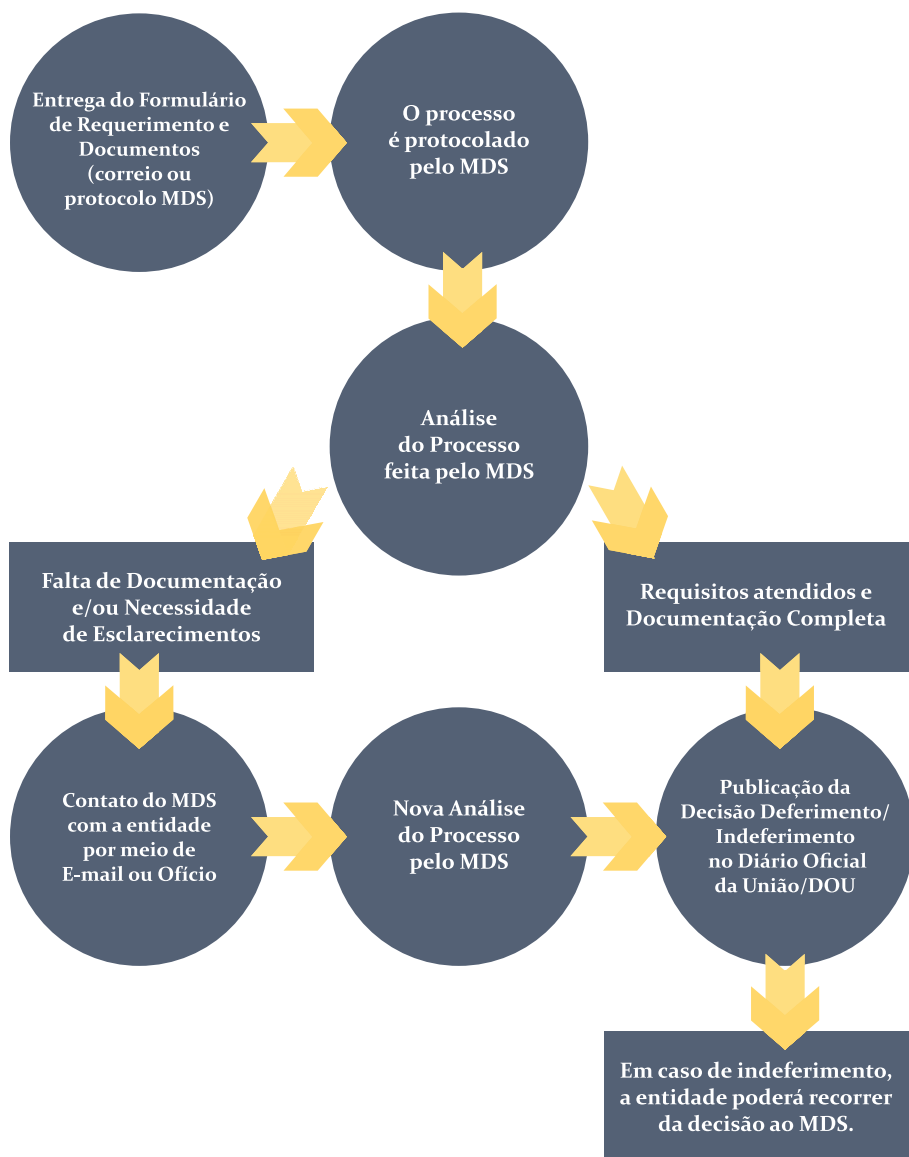 Entrega do Formulário
de Requerimento e
Documentos
(correio ou
protocolo MDS)
O processo
é protocolado
pelo MDS
Análise
do Processo
feita pelo MDS
Falta de Documentação
e/ou Necessidade
de Esclarecimentos
Requisitos atendidos e
Documentação Completa
Contato do MDS
com a entidade
por meio de
E-mail ou Ofício
Nova Análise
do Processo
pelo MDS
Publicação da
Decisão Deferimento/
Indeferimento
no Diário Oficial
da União/DOU
Em caso de indeferimento,
a entidade poderá recorrer
da decisão ao MDS.